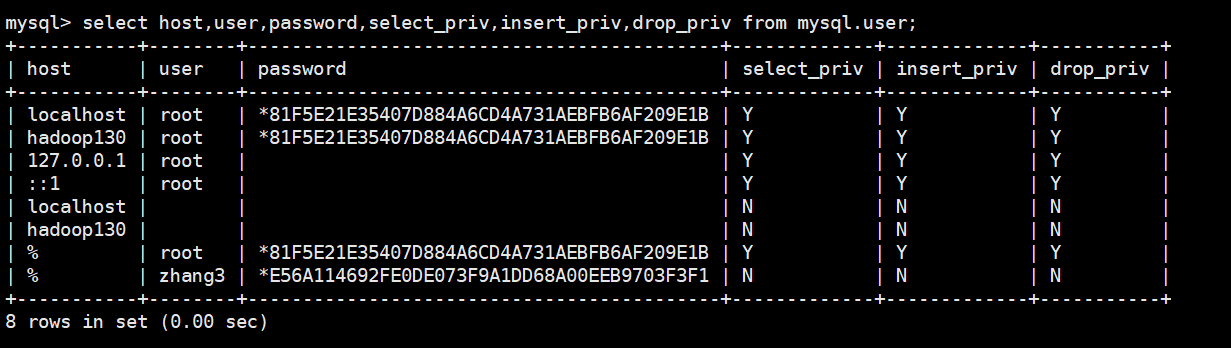 mysql> select host,user,password,select_priv,insert_priv,drop_priv from mysql.user;
+-----------+--------+-------------------------------------------+-------------+-------------+-----------+
| host      | user   | password                                  | select_priv | insert_priv | drop_priv |
+-----------+--------+-------------------------------------------+-------------+-------------+-----------+
| localhost | root   | *81F5E21E35407D884A6CD4A731AEBFB6AF209E1B | Y           | Y           | Y         |
| hadoop130 | root   | *81F5E21E35407D884A6CD4A731AEBFB6AF209E1B | Y           | Y           | Y         |
| 127.0.0.1 | root   |                                           | Y           | Y           | Y         |
| ::1       | root   |                                           | Y           | Y           | Y         |
| localhost |        |                                           | N           | N           | N         |
| hadoop130 |        |                                           | N           | N           | N         |
| %         | root   | *81F5E21E35407D884A6CD4A731AEBFB6AF209E1B | Y           | Y           | Y         |
| %         | zhang3 | *E56A114692FE0DE073F9A1DD68A00EEB9703F3F1 | N           | N           | N         |
+-----------+--------+-------------------------------------------+-------------+-------------+-----------+
8 rows in set (0.00 sec)